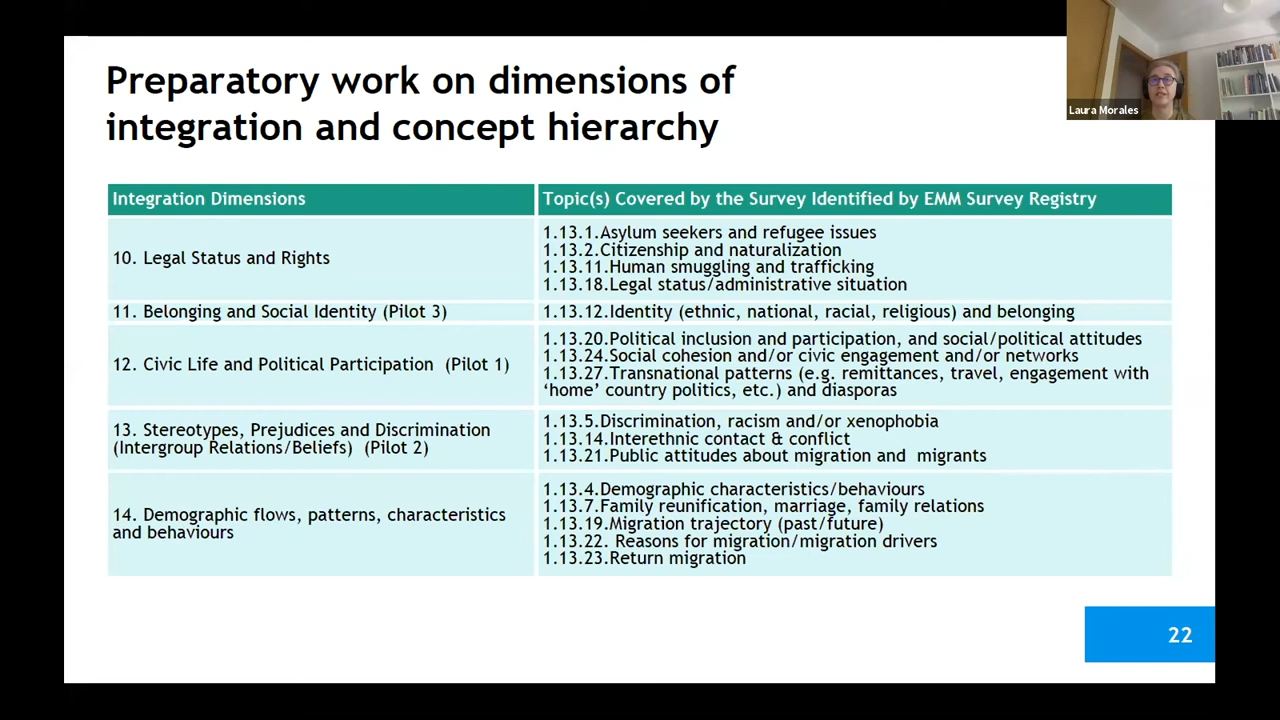 Preparatory work on dimensions of
integration and concept hierarchy
Laura Morales
Integration Dimensions
Topic(s) Covered by the Survey Identified by EMM Survey Registry
10. Legal Status and Rights
1.13.1.Asylum seekers and refugee issues
1.13.2.Citizenship and naturalization
1.13.11.Human smuggling and trafficking
1.13.18.Legal status/administrative situation
11. Belonging and Social Identity (Pilot 3)
1.13.12.Identity (ethnic, national, racial, religious) and belonging
12. Civic Life and Political Participation (Pilot 1)
1.13.20.Political inclusion and participation, and social/political attitudes
1.13.24.Social cohesion and/or civic engagement and/or networks
1.13.27.Transnational patterns (e.g. remittances, travel, engagement with
‘home’ country politics, etc.) and diasporas
13. Stereotypes, Prejudices and Discrimination
(Intergroup Relations/Beliefs) (Pilot 2)
1.13.5.Discrimination, racism and/or xenophobia
1.13.14.Interethnic contact & conflict
1.13.21.Public attitudes about migration and migrants
14. Demographic flows, patterns, characteristics
and behaviours
1.13.4.Demographic characteristics/behaviours
1.13.7.Family reunification, marriage, family relations
1.13.19.Migration trajectory (past/future)
1.13.22. Reasons for migration/migration drivers
1.13.23.Return migration
22